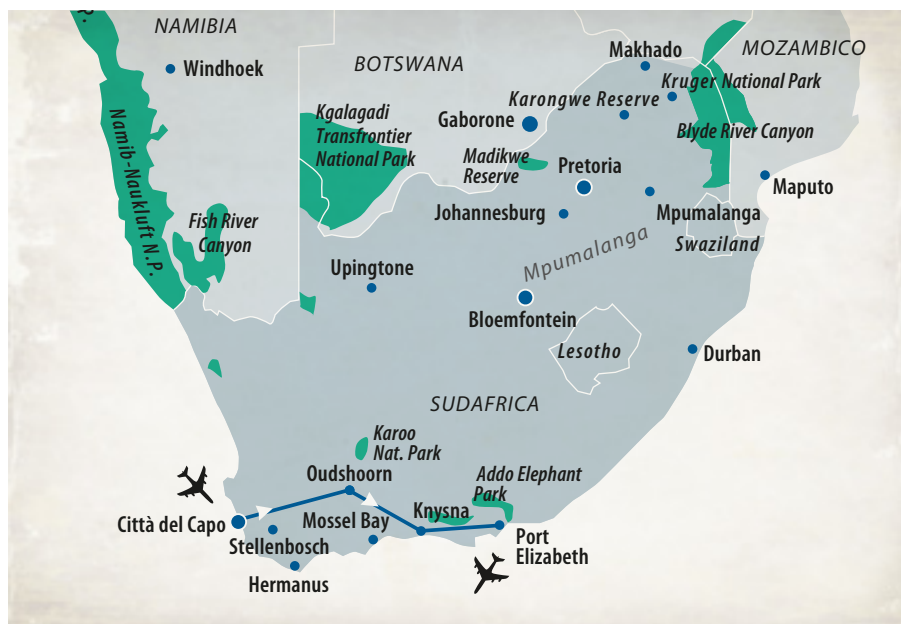 NAMIBIA
Windhoek
BOTSWANA
Makhado
MOZAMBICO
Kruger National Park
Karongwe Reserve
Kgalagadi
Transfrontier
National Park
Gaborone
Blyde River Canyon
Madikwe
Reserve
Pretoria
Namib-Naukluft N.P.
Maputo
Johannesburg
Mpumalanga
Fish River
Canyon
Swaziland
Mpumalanga
Upingtone
Bloemfontein
Lesotho
Durban
SUDAFRICA
Karoo
Nat. Park
Oudshoorn
Addo Elephant
Park
Knysna
Mossel Bay
Città del Capo
Stellenbosch
Port
Elizabeth
Hermanus